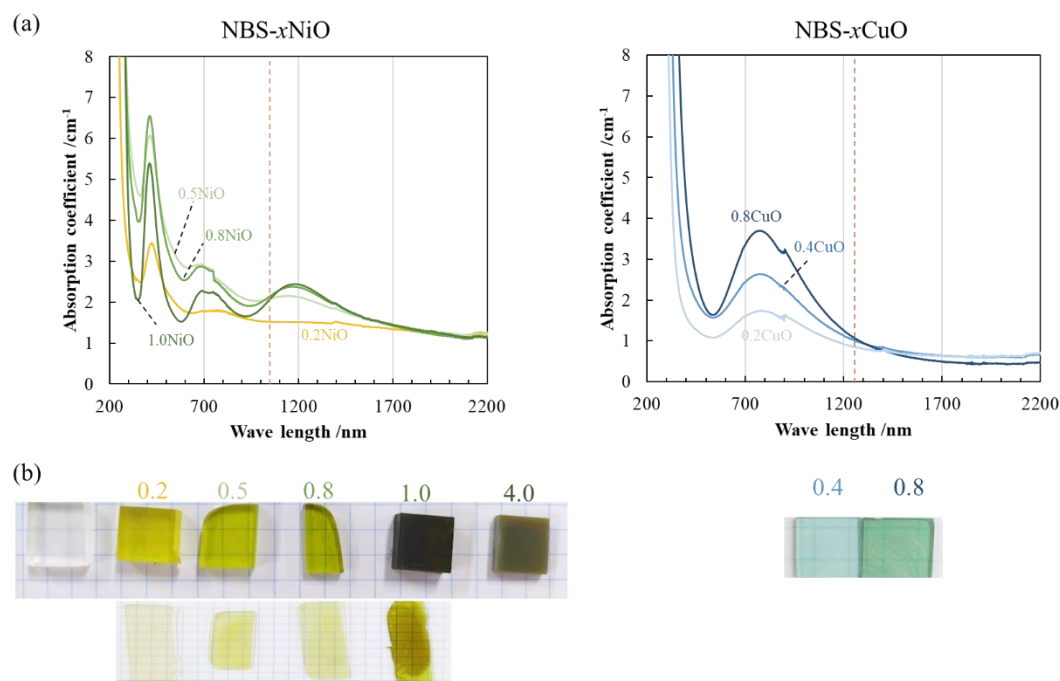 (a)
NBS-xNiO
NBS-xCuO
Absorption coefficient /cm⁻¹
8
7
6
5
4
3
2
1
0
0.5NiO
0.8NiO
1.0NiO
0.2NiO
200 700 1200 1700 2200
Wave length /nm
Absorption coefficient /cm⁻¹
8
7
6
5
4
3
2
1
0
0.8CuO
0.4CuO
0.2CuO
200 700 1200 1700 2200
Wave length /nm
(b)
0.2 0.5 0.8 1.0 4.0
0.4 0.8